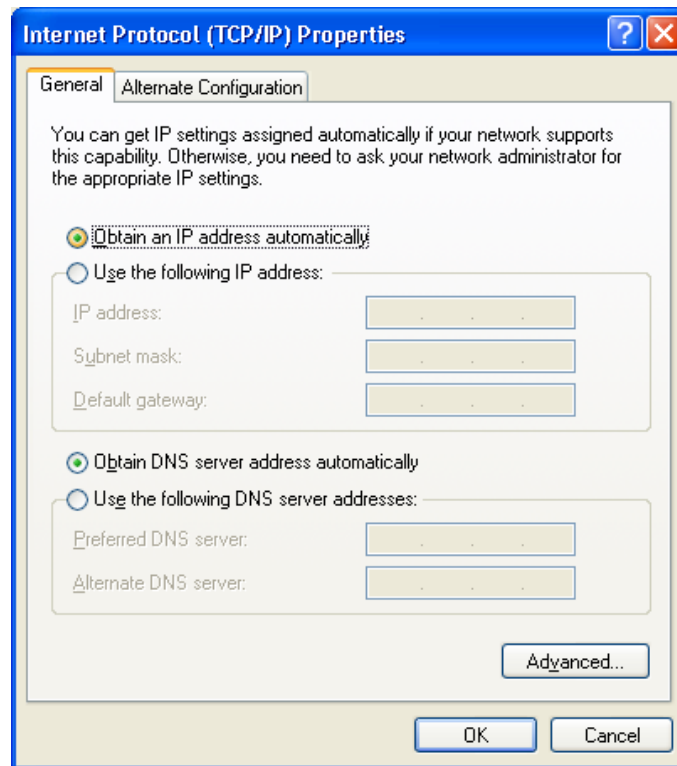 Internet Protocol (TCP/IP) Properties
General
Alternate Configuration
You can get IP settings assigned automatically if your network supports
this capability. Otherwise, you need to ask your network administrator for
the appropriate IP settings.
Obtain an IP address automatically
Use the following IP address:
IP address:
Subnet mask:
Default gateway:
Obtain DNS server address automatically
Use the following DNS server addresses:
Preferred DNS server:
Alternate DNS server:
Advanced...
OK
Cancel